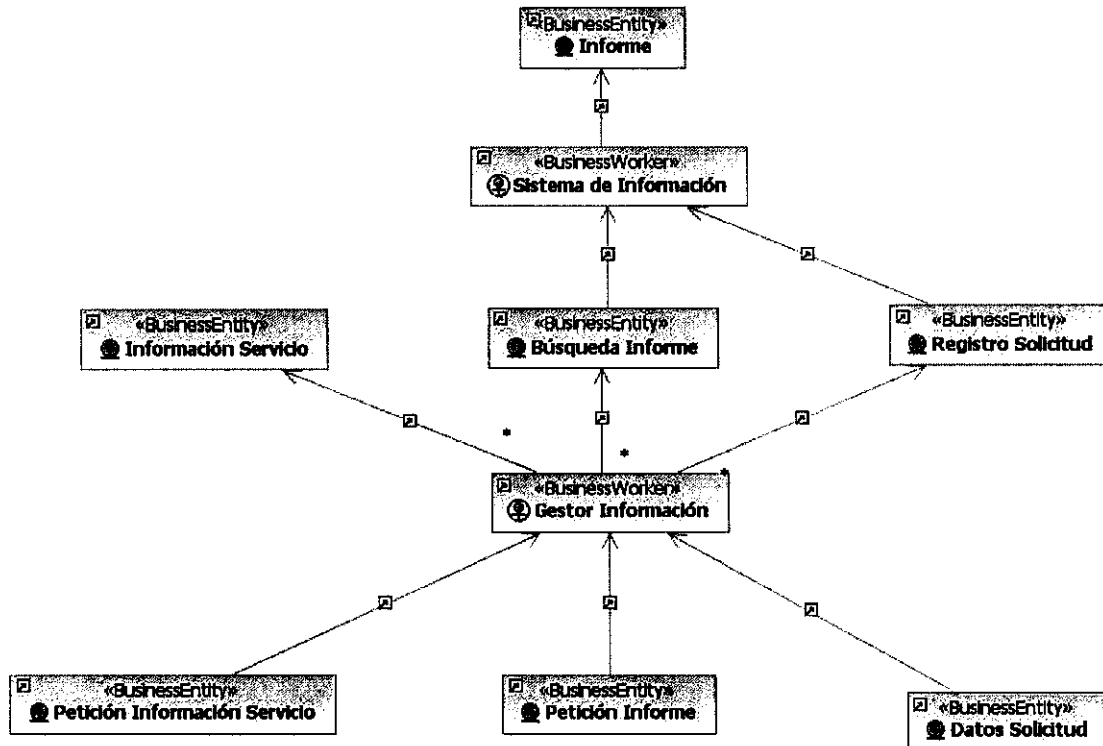 «BusinessEntity»
Informe
«BusinessWorker»
Sistema de Información
«BusinessEntity»
Información Servicio
«BusinessEntity»
Búsqueda Informe
«BusinessEntity»
Registro Solicitud
*
*
*
«BusinessWorker»
Gestor Información
«BusinessEntity»
Petición Información Servicio
«BusinessEntity»
Petición Informe
«BusinessEntity»
Datos Solicitud